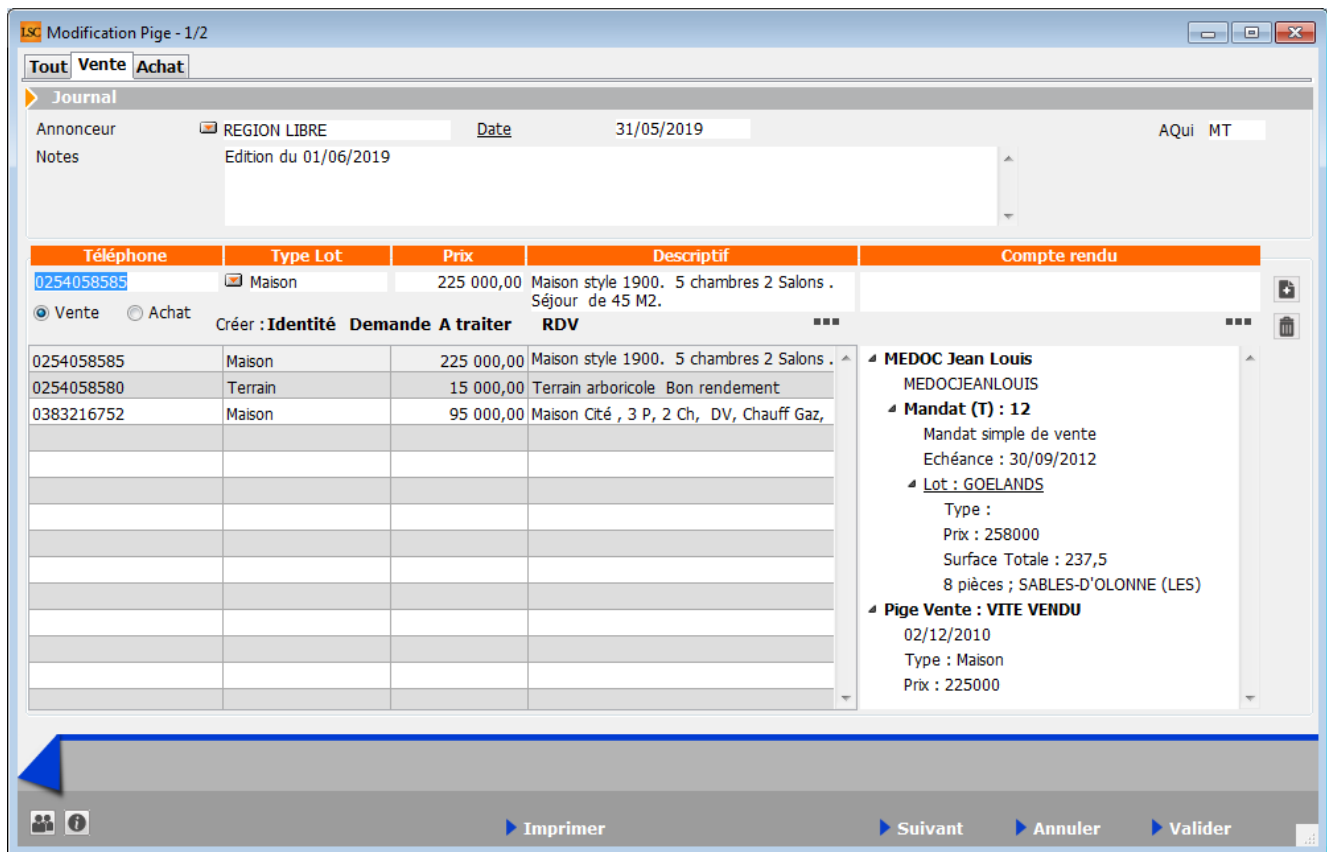 LSC Modification Pige - 1/2
Tout Vente Achat
Journal
Annonceur REGION LIBRE Date 31/05/2019 AQui MT
Notes Edition du 01/06/2019
Téléphone Type Lot Prix Descriptif Compte rendu
0254058585 Maison 225 000,00 Maison style 1900. 5 chambres 2 Salons .
Séjour de 45 M2.
Vente Achat
Créer : Identité Demande A traiter RDV
0254058585 Maison 225 000,00 Maison style 1900. 5 chambres 2 Salons .
0254058580 Terrain 15 000,00 Terrain arboricole Bon rendement
0383216752 Maison 95 000,00 Maison Cité , 3 P, 2 Ch, DV, Chauff Gaz,
MEDOC Jean Louis
MEDOCJEANLOUIS
Mandat (T) : 12
Mandat simple de vente
Echéance : 30/09/2012
Lot : GOELANDS
Type :
Prix : 258000
Surface Totale : 237,5
8 pièces ; SABLES-D'OLONNE (LES)
Pige Vente : VITE VENDU
02/12/2010
Type : Maison
Prix : 225000
Imprimer Suivant Annuler Valider